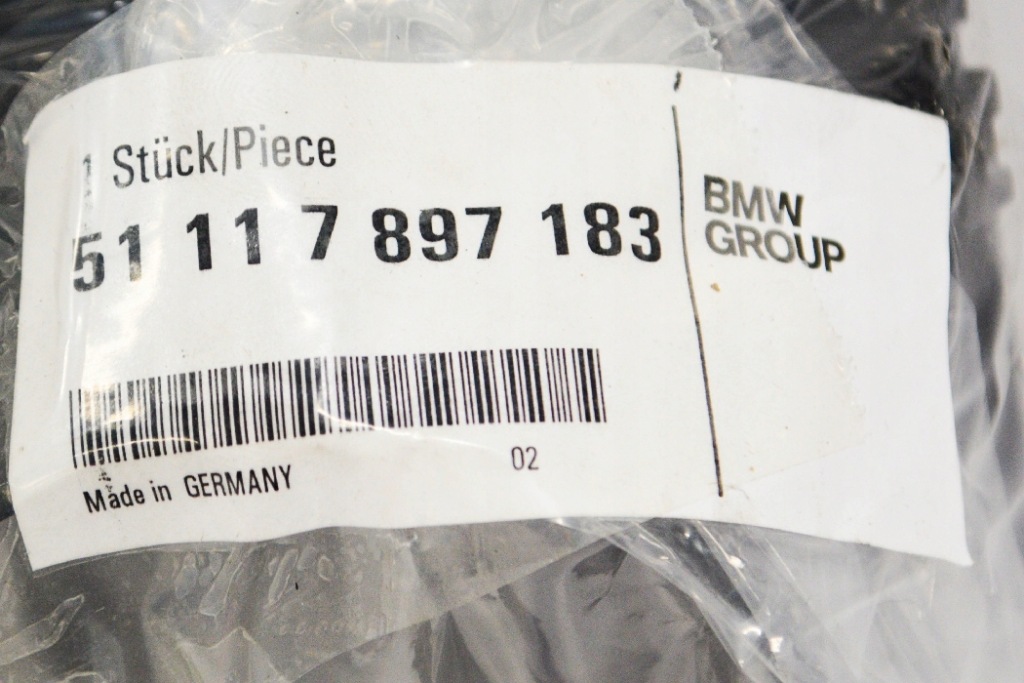 1 Stück/Piece
51 11 7 897 183
BMW
GROUP
Made in GERMANY
02